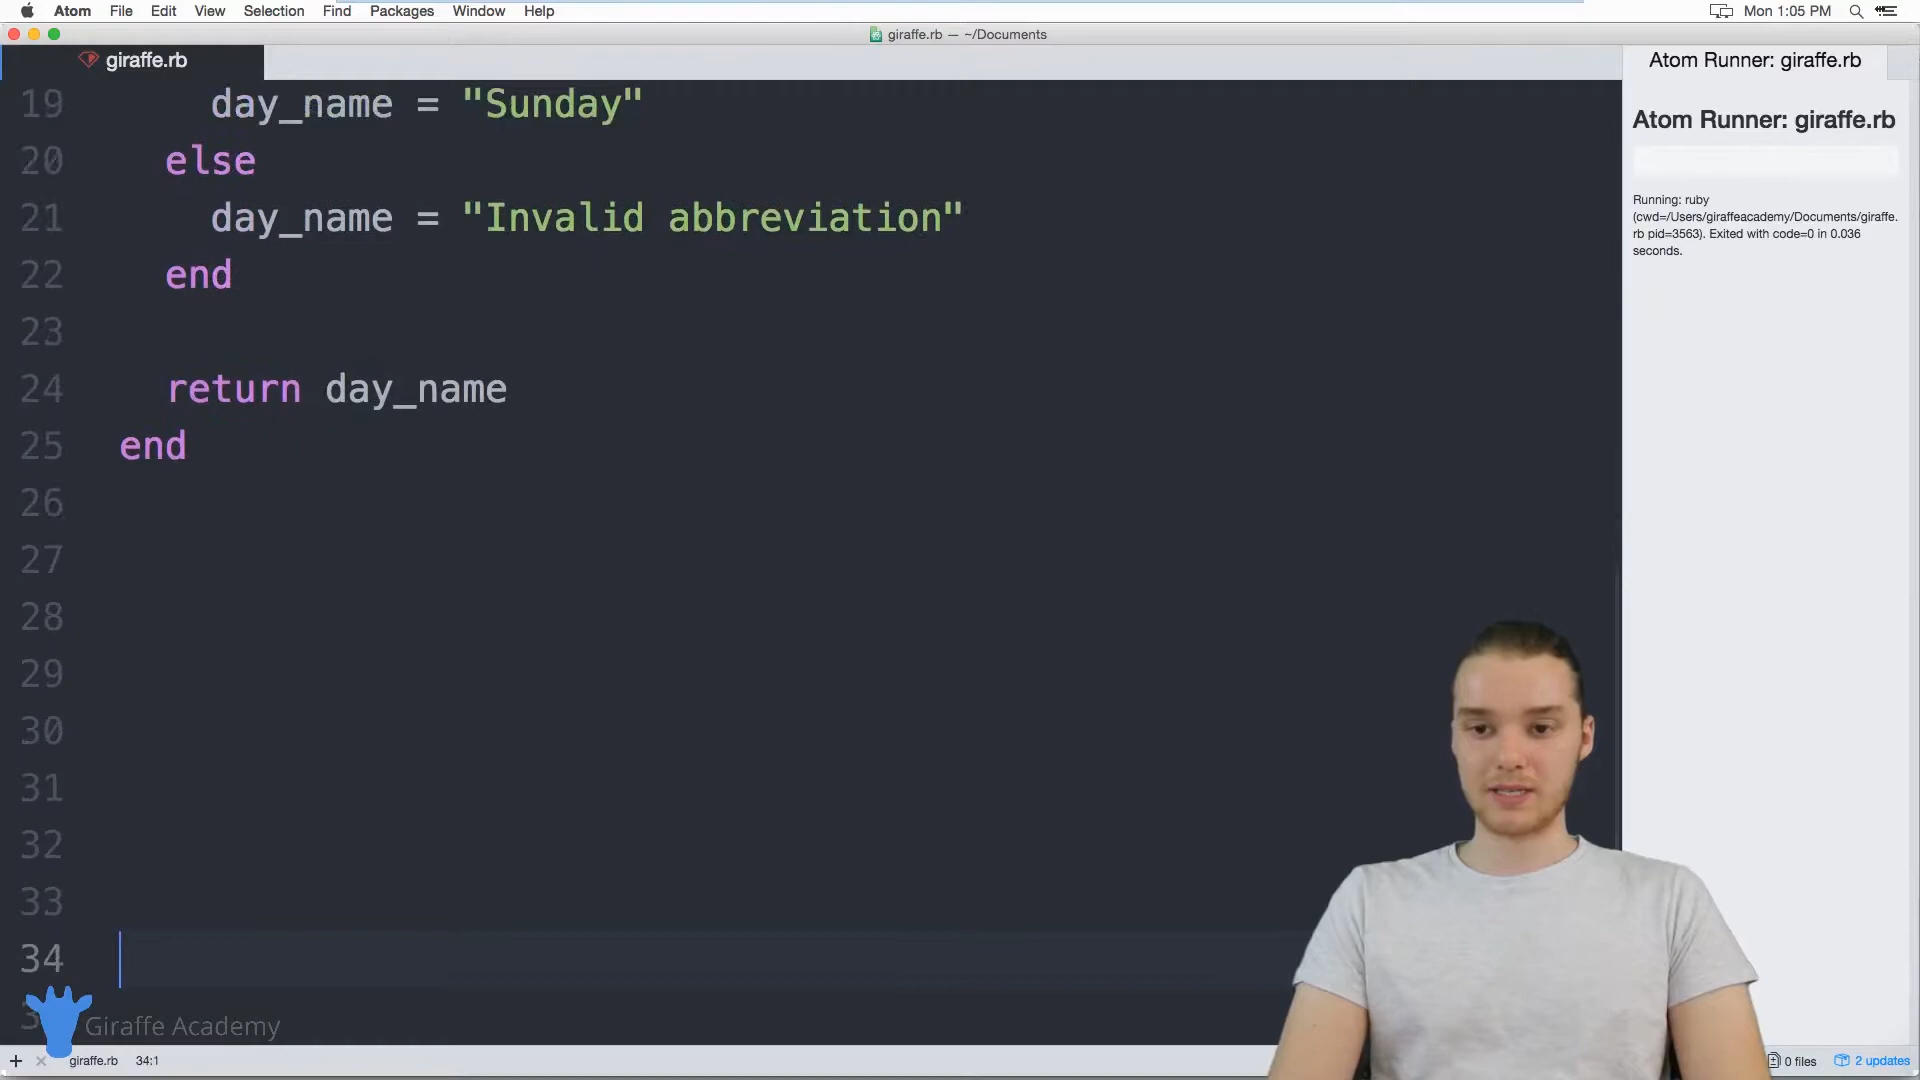 Atom File Edit View Selection Find Packages Window Help Mon 1:05 PM
giraffe.rb — ~/Documents
giraffe.rb
Atom Runner: giraffe.rb
19 day_name = "Sunday"
20 else
21 day_name = "Invalid abbreviation"
22 end
23
24 return day_name
25 end
26
27
28
29
30
31
32
33
34
Atom Runner: giraffe.rb
Running: ruby
(cwd=/Users/giraffeacademy/Documents/giraffe.
rb pid=3563). Exited with code=0 in 0.036
seconds.
Giraffe Academy
giraffe.rb 34:1
0 files 2 updates